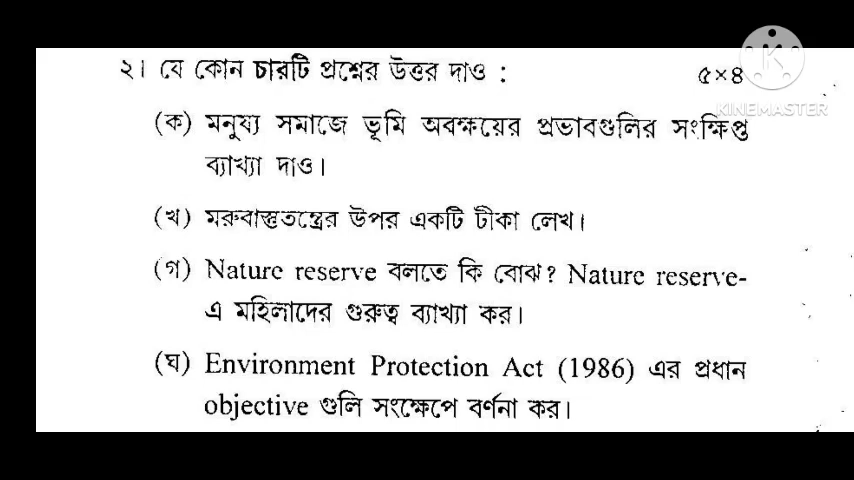 ২। যে কোন চারটি প্রশ্নের উত্তর দাও : ৫×৪
KINEMASTER
(ক) মনুষ্য সমাজে ভূমি অবক্ষয়ের প্রভাবগুলির সংক্ষিপ্ত
ব্যাখ্যা দাও।
(খ) মরুবাস্তুতন্ত্রের উপর একটি টীকা লেখ।
(গ) Nature reserve বলতে কি বোঝ? Nature reserve-
এ মহিলাদের গুরুত্ব ব্যাখ্যা কর।
(ঘ) Environment Protection Act (1986) এর প্রধান
objective গুলি সংক্ষেপে বর্ণনা কর।